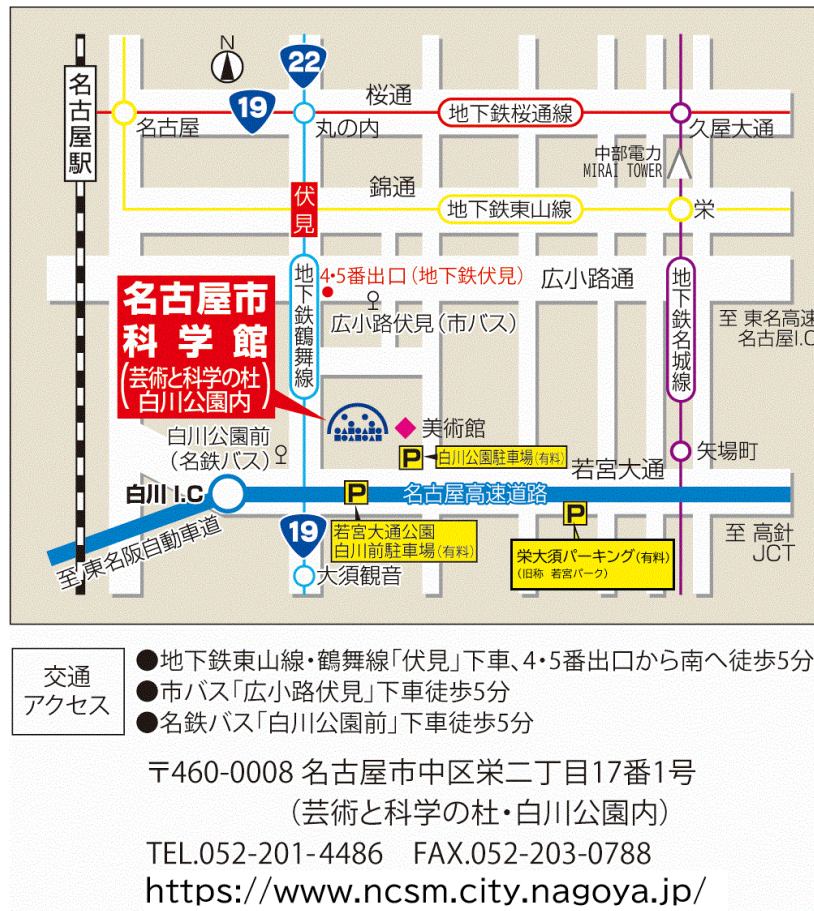 N
22
19
名古屋駅
桜通
地下鉄桜通線
名古屋
丸の内
久屋大通
中部電力
MIRAI TOWER
錦通
伏見
地下鉄東山線
栄
4・5番出口(地下鉄伏見)
広小路通
地下鉄鶴舞線
広小路伏見(市バス)
地下鉄名城線
至 東名高速
名古屋I.C
名古屋市
科学館
(芸術と科学の杜
白川公園内)
美術館
白川公園前
(名鉄バス)
P
白川公園駐車場(有料)
若宮大通
矢場町
白川 I.C
P
名古屋高速道路
P
19
若宮大通公園
白川前駐車場(有料)
栄大須パーキング(有料)
(旧称 若宮パーク)
至 高針
JCT
至 東名阪自動車道
大須観音
交通
アクセス
●地下鉄東山線・鶴舞線「伏見」下車、4・5番出口から南へ徒歩5分
●市バス「広小路伏見」下車徒歩5分
●名鉄バス「白川公園前」下車徒歩5分
〒460-0008 名古屋市中区栄二丁目17番1号
(芸術と科学の杜・白川公園内)
TEL.052-201-4486 FAX.052-203-0788
https://www.ncsm.city.nagoya.jp/